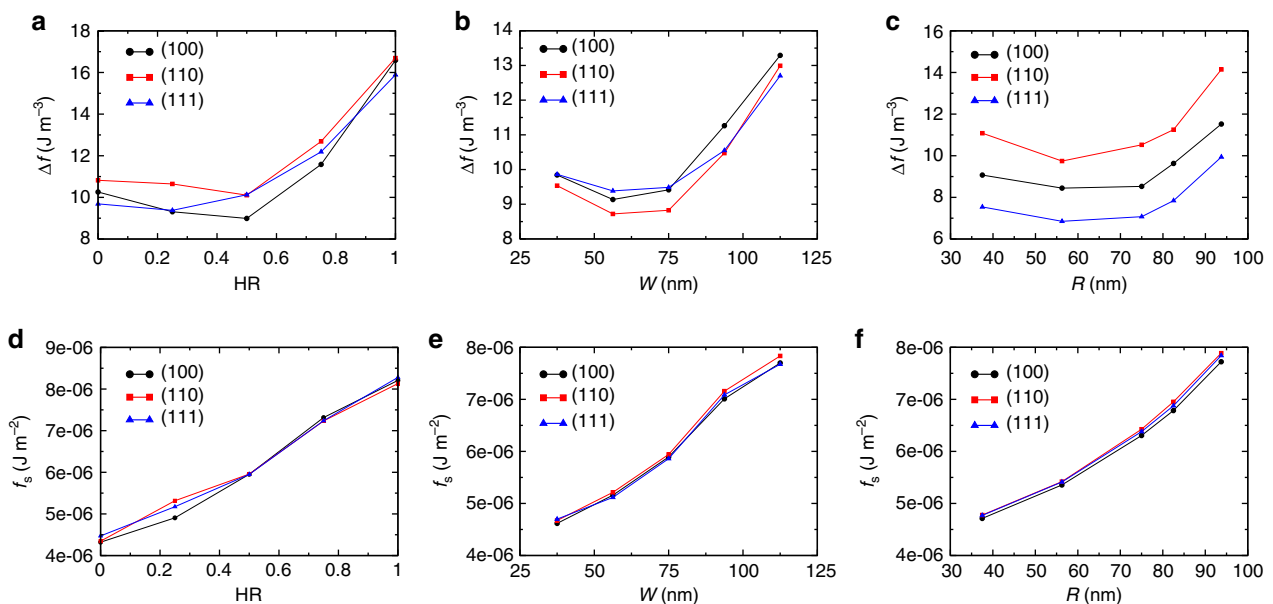 a
18
16
14
12
10
8
Δf (J m⁻³)
(100)
(110)
(111)
0 0.2 0.4 0.6 0.8 1
HR
b
14
13
12
11
10
9
8
Δf (J m⁻³)
(100)
(110)
(111)
25 50 75 100 125
W (nm)
c
16
14
12
10
8
6
Δf (J m⁻³)
(100)
(110)
(111)
30 40 50 60 70 80 90 100
R (nm)
d
9e-06
8e-06
7e-06
6e-06
5e-06
4e-06
fₛ (J m⁻²)
(100)
(110)
(111)
0 0.2 0.4 0.6 0.8 1
HR
e
8e-06
7e-06
6e-06
5e-06
4e-06
fₛ (J m⁻²)
(100)
(110)
(111)
25 50 75 100 125
W (nm)
f
8e-06
7e-06
6e-06
5e-06
4e-06
fₛ (J m⁻²)
(100)
(110)
(111)
30 40 50 60 70 80 90 100
R (nm)